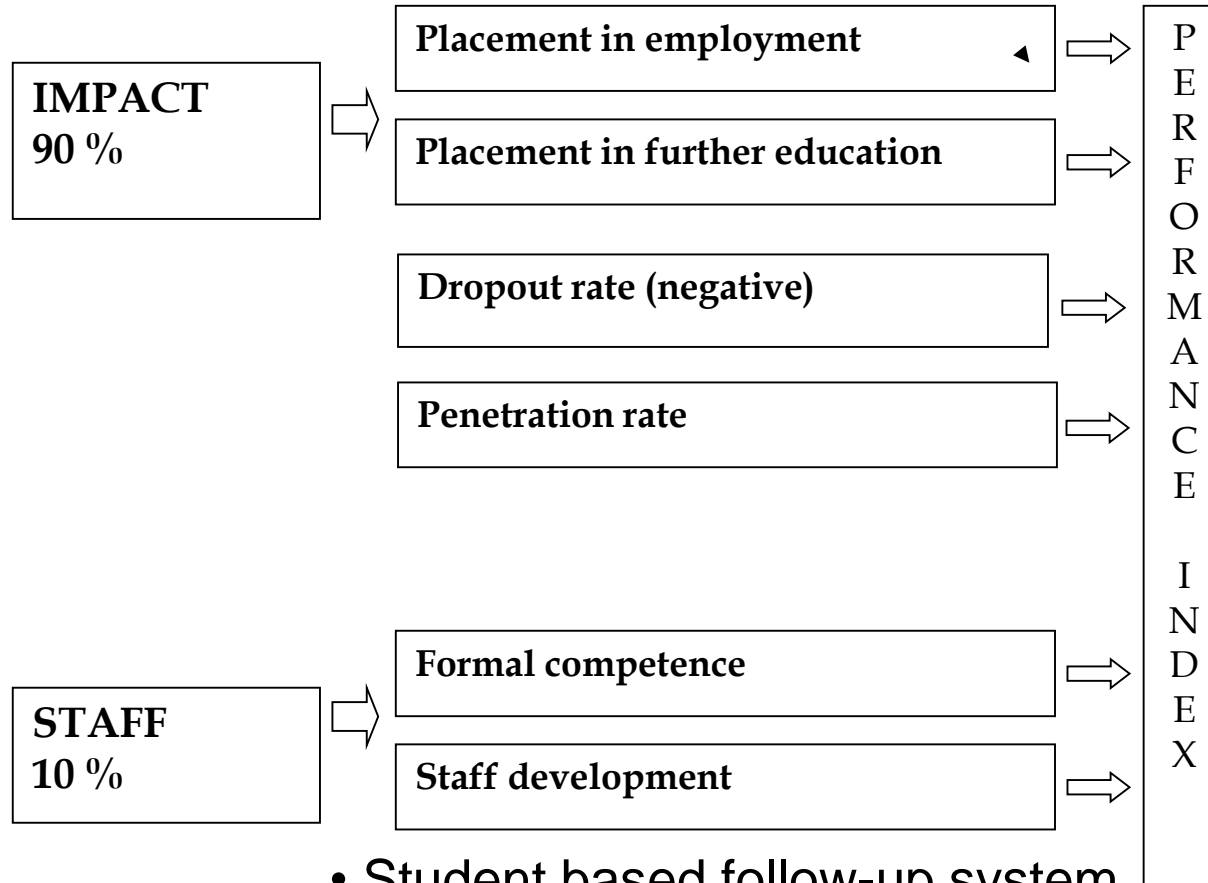 IMPACT
90 %
Placement in employment
Placement in further education
Dropout rate (negative)
Penetration rate
STAFF
10 %
Formal competence
Staff development
P
E
R
F
O
R
M
A
N
C
E
I
N
D
E
X
• Student based follow-up system